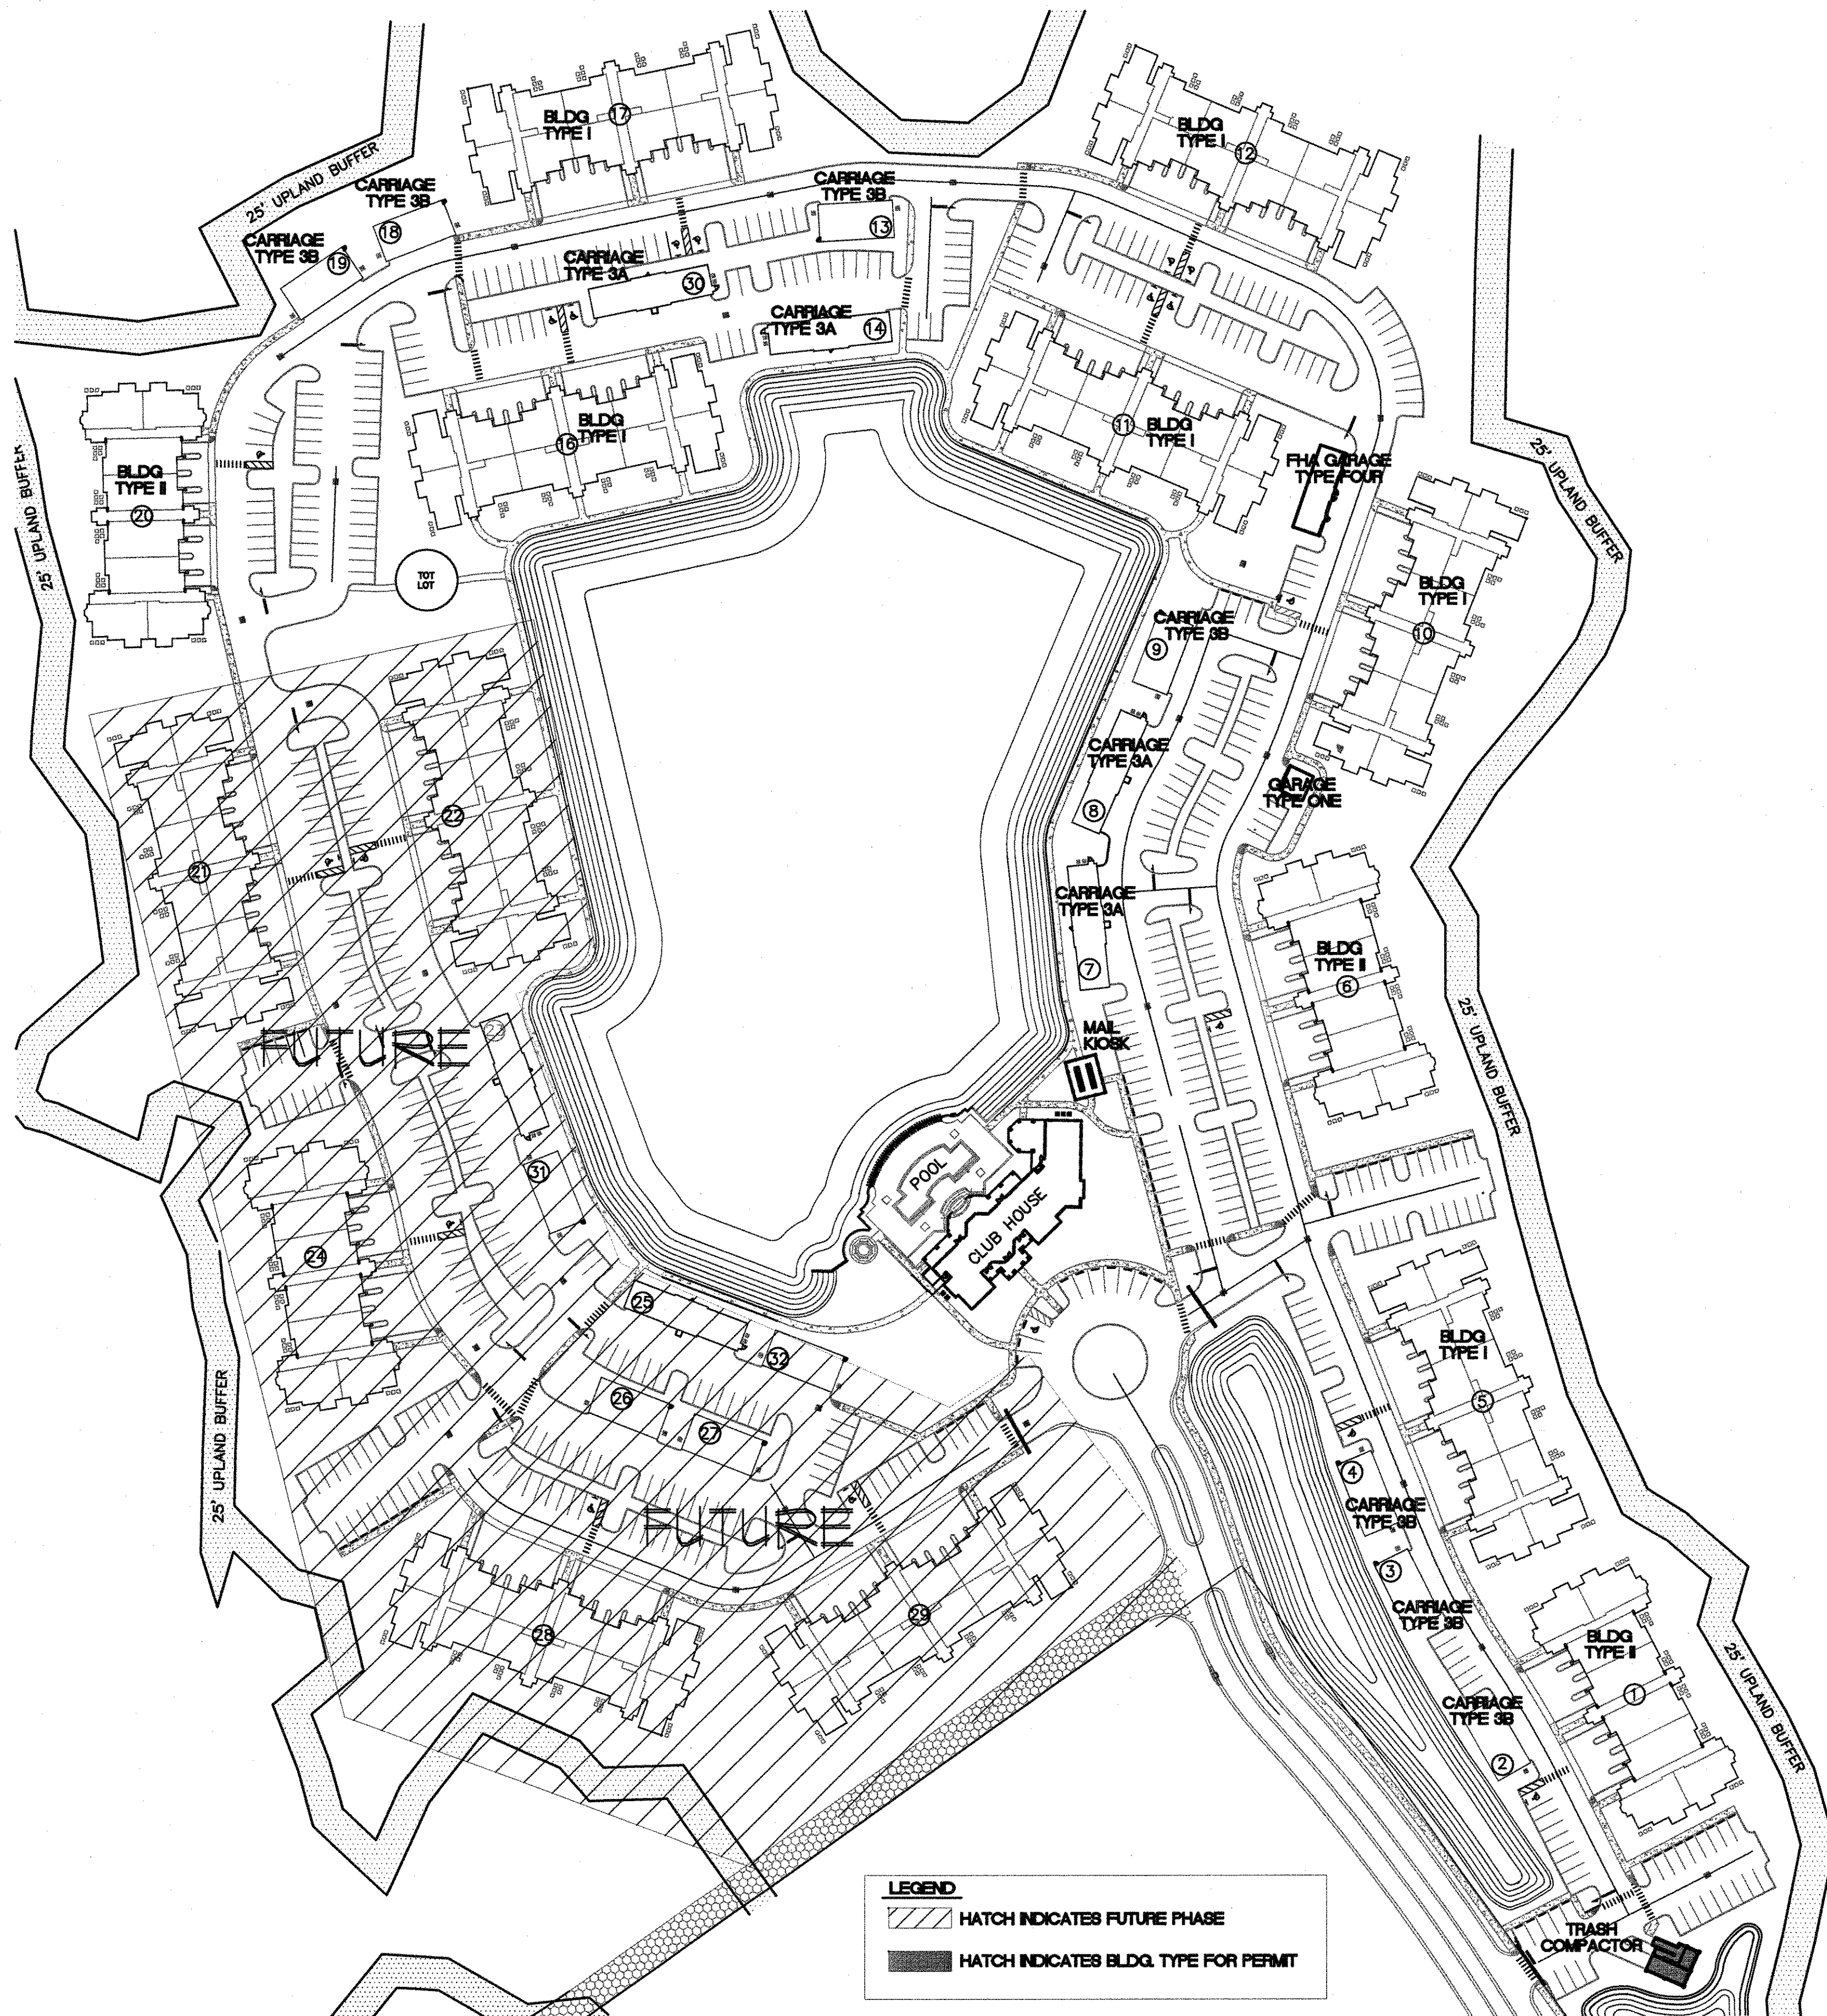 17
BLDG
TYPE I
BLDG
TYPE I
12
25' UPLAND BUFFER
CARRIAGE
TYPE 3B
18
CARRIAGE
TYPE 3B
13
CARRIAGE
TYPE 3B
19
CARRIAGE
TYPE 3A
30
CARRIAGE
TYPE 3A
14
BLDG
TYPE I
16
11
BLDG
TYPE I
FHA GARAGE
TYPE FOUR
25' UPLAND BUFFER
25' UPLAND BUFFER
BLDG
TYPE II
20
TOT
LOT
BLDG
TYPE I
10
CARRIAGE
TYPE 3B
9
CARRIAGE
TYPE 3A
8
GARAGE
TYPE ONE
22
21
CARRIAGE
TYPE 3A
7
BLDG
TYPE II
6
25' UPLAND BUFFER
MAIL
KIOSK
FUTURE
23
31
POOL
CLUB HOUSE
24
25
32
26
27
BLDG
TYPE I
5
25' UPLAND BUFFER
4
CARRIAGE
TYPE 3B
3
CARRIAGE
TYPE 3B
FUTURE
28
29
BLDG
TYPE II
1
25' UPLAND BUFFER
CARRIAGE
TYPE 3B
2
TRASH
COMPACTOR
LEGEND
HATCH INDICATES FUTURE PHASE
HATCH INDICATES BLDG. TYPE FOR PERMIT